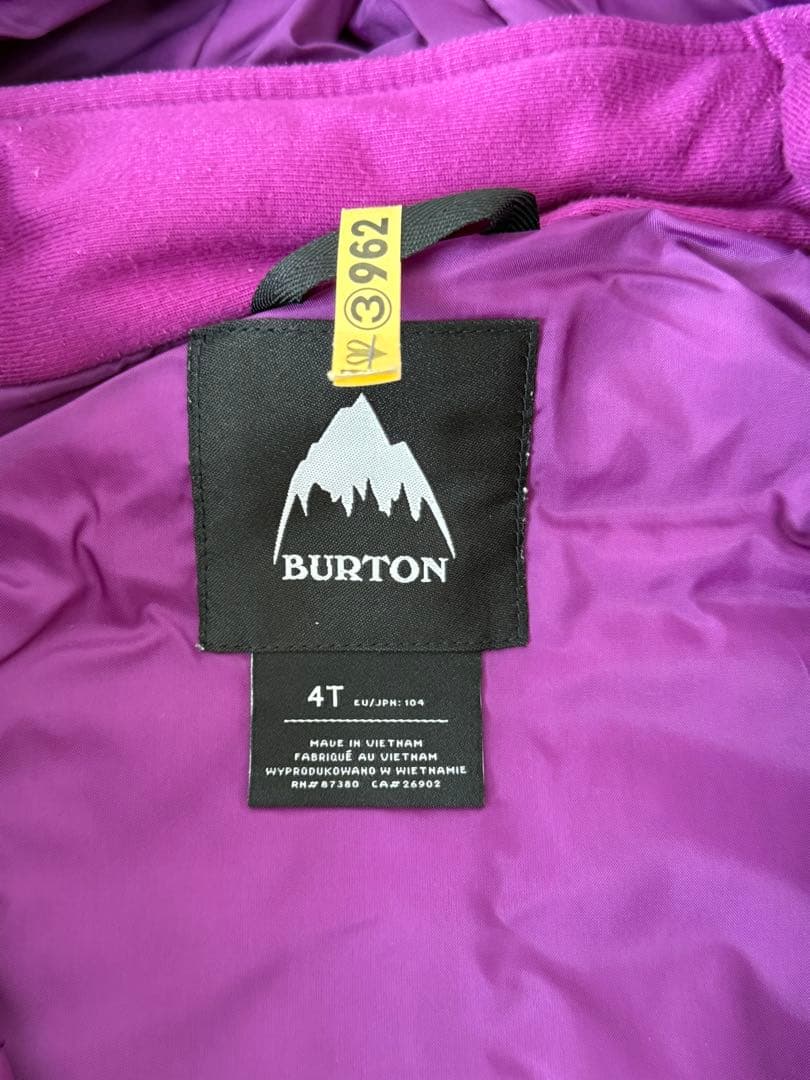 ③962
BURTON
4T EU/JPN: 104
MADE IN VIETNAM
FABRIQUÉ AU VIETNAM
WYPRODUKOWANO W WIETNAMIE
RN#87380 CA#26902